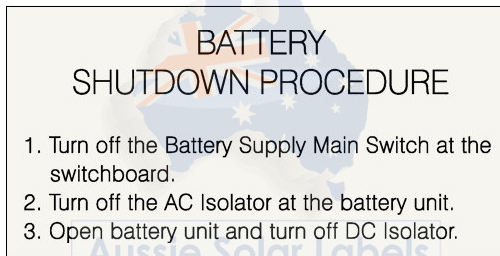 BATTERY
SHUTDOWN PROCEDURE
1. Turn off the Battery Supply Main Switch at the
switchboard.
2. Turn off the AC Isolator at the battery unit.
3. Open battery unit and turn off DC Isolator.
Aussie Solar Labels